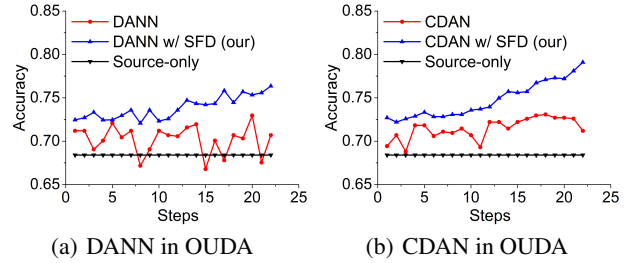 0.85
0.80
0.75
0.70
0.65
Accuracy
DANN
DANN w/ SFD (our)
Source-only
0 5 10 15 20 25
Steps
(a) DANN in OUDA
0.85
0.80
0.75
0.70
0.65
Accuracy
CDAN
CDAN w/ SFD (our)
Source-only
0 5 10 15 20 25
Steps
(b) CDAN in OUDA